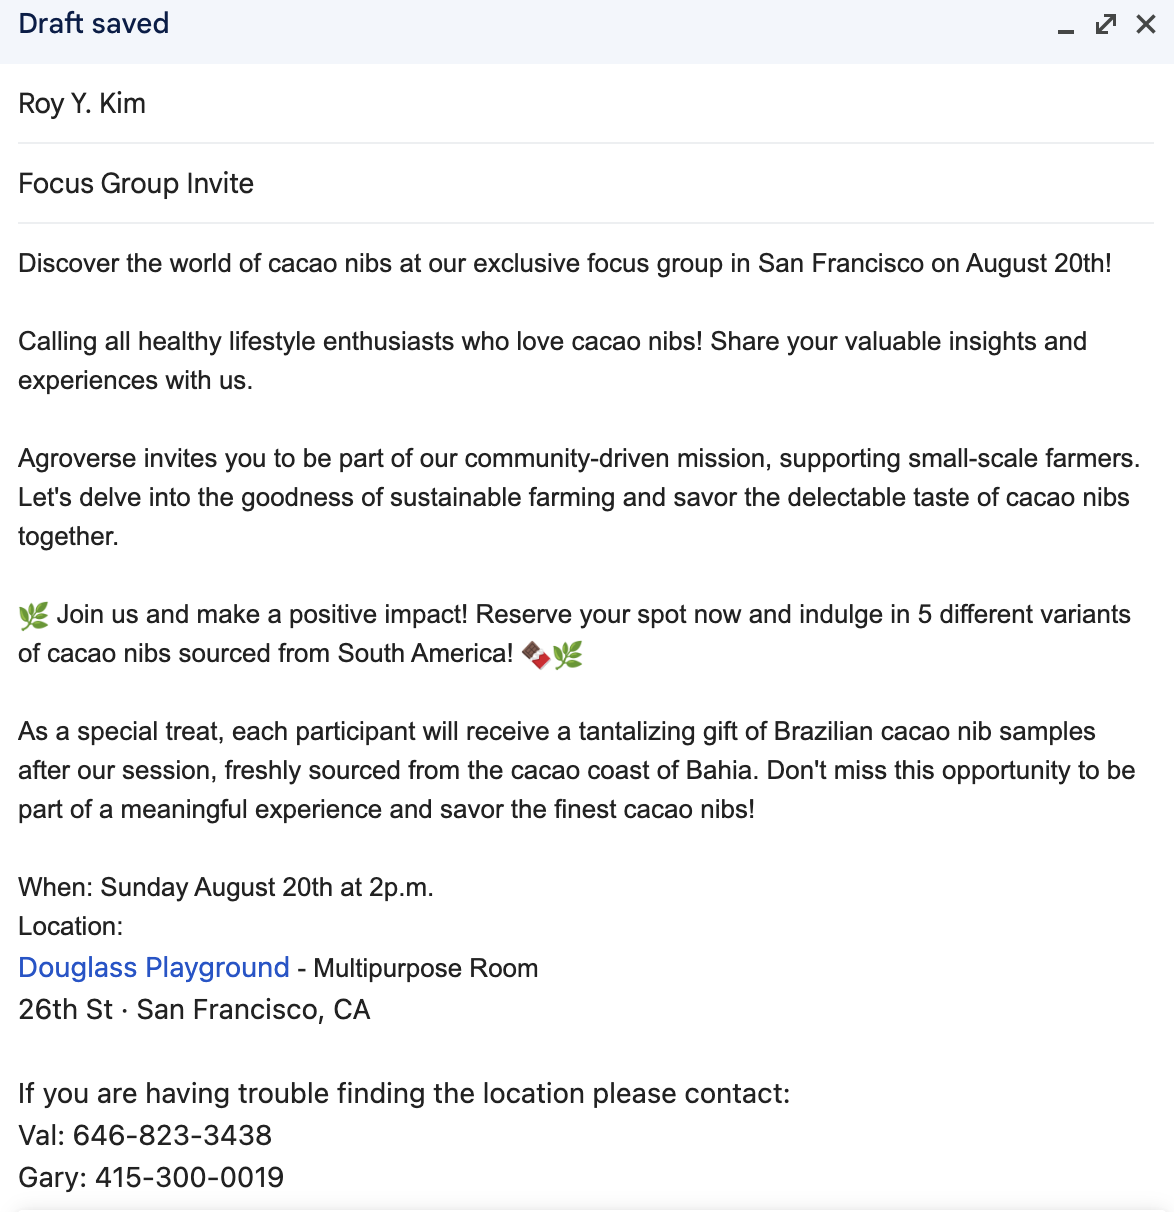 Draft saved
Roy Y. Kim
Focus Group Invite
Discover the world of cacao nibs at our exclusive focus group in San Francisco on August 20th!
Calling all healthy lifestyle enthusiasts who love cacao nibs! Share your valuable insights and
experiences with us.
Agroverse invites you to be part of our community-driven mission, supporting small-scale farmers.
Let's delve into the goodness of sustainable farming and savor the delectable taste of cacao nibs
together.
🌿 Join us and make a positive impact! Reserve your spot now and indulge in 5 different variants
of cacao nibs sourced from South America! 🍫🌿
As a special treat, each participant will receive a tantalizing gift of Brazilian cacao nib samples
after our session, freshly sourced from the cacao coast of Bahia. Don't miss this opportunity to be
part of a meaningful experience and savor the finest cacao nibs!
When: Sunday August 20th at 2p.m.
Location:
Douglass Playground - Multipurpose Room
26th St · San Francisco, CA
If you are having trouble finding the location please contact:
Val: 646-823-3438
Gary: 415-300-0019